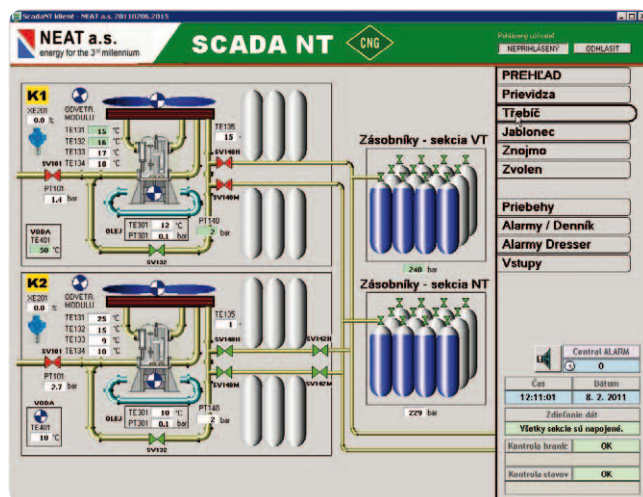 ScadaNT klient - NEAT a.s. 20110206.2015
NEAT a.s.
energy for the 3rd millennium
SCADA NT
CNG
Prihlásený užívateľ
NEPRIHLÁSENÝ
ODHLÁSIŤ
K1
XE201
0.0 %
ODVETR.
MODULU
TE131 15 °C
TE132 16 °C
TE133 17 °C
TE134 18 °C
SV101
PT101
1.4 bar
VODA
TE401
50 °C
OLEJ
TE301 12 °C
PT301 0.1 bar
SV132
TE135
15
SV140H
SV140M
PT140
2 bar
K2
XE201
0.0 %
ODVETR.
MODULU
TE131 25 °C
TE132 15 °C
TE133 9 °C
TE134 10 °C
SV101
PT101
2.7 bar
VODA
TE401
10 °C
OLEJ
TE301 10 °C
PT301 0.1 bar
SV132
TE135
1
SV140H
SV140M
PT140
2 bar
SV142H
SV142M
Zásobníky - sekcia VT
240 bar
Zásobníky - sekcia NT
229 bar
PREHĽAD
Prievidza
Třebíč
Jablonec
Znojmo
Zvolen
Priebehy
Alarmy / Denník
Alarmy Dresser
Vstupy
Central ALARM
0
Čas
Dátum
12:11:01
8. 2. 2011
Zdieľanie dát
Všetky sekcie sú napojené.
Kontrola hraníc
OK
Kontrola stavov
OK